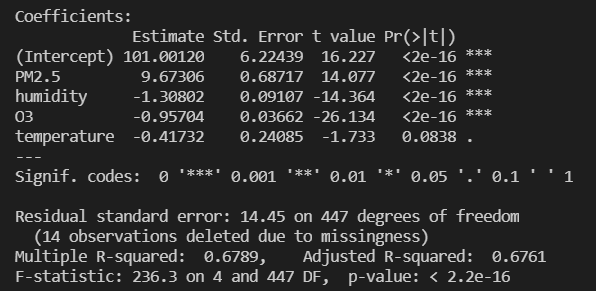 Coefficients:
Estimate Std. Error t value Pr(>|t|)
(Intercept) 101.00120 6.22439 16.227 <2e-16 ***
PM2.5 9.67306 0.68717 14.077 <2e-16 ***
humidity -1.30802 0.09107 -14.364 <2e-16 ***
O3 -0.95704 0.03662 -26.134 <2e-16 ***
temperature -0.41732 0.24085 -1.733 0.0838 .
---
Signif. codes: 0 '***' 0.001 '**' 0.01 '*' 0.05 '.' 0.1 ' ' 1
Residual standard error: 14.45 on 447 degrees of freedom
(14 observations deleted due to missingness)
Multiple R-squared: 0.6789, Adjusted R-squared: 0.6761
F-statistic: 236.3 on 4 and 447 DF, p-value: < 2.2e-16